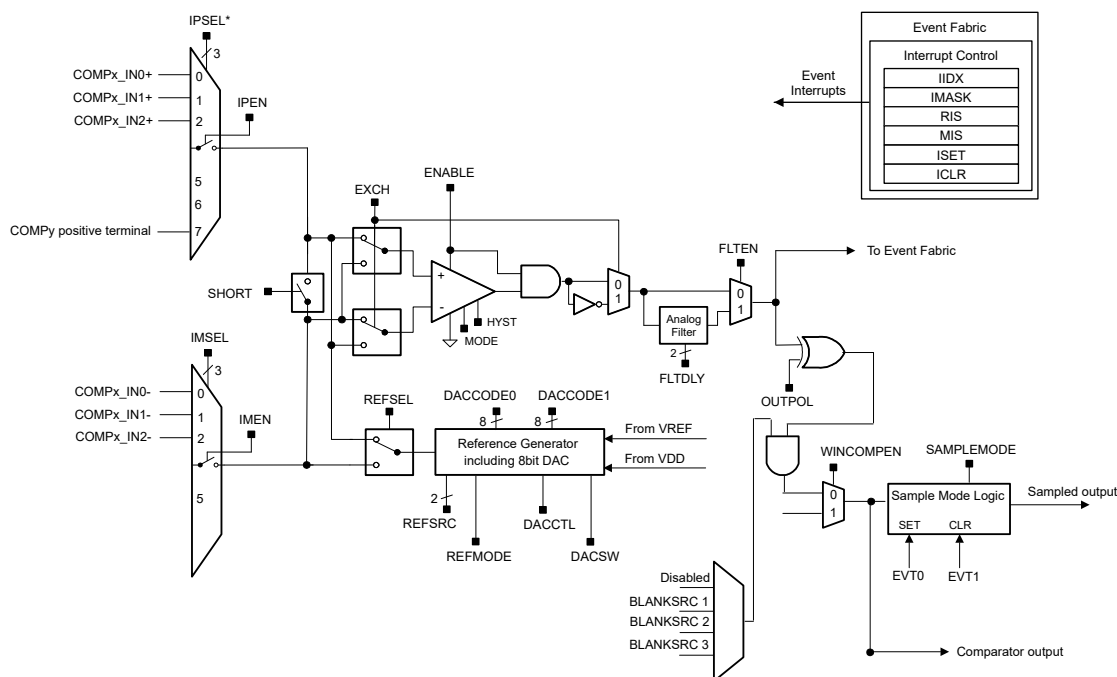 IPSEL*
3
COMPx_IN0+
0
COMPx_IN1+
1
COMPx_IN2+
2
IPEN
5
6
COMPy positive terminal
7
Event Fabric
Interrupt Control
IIDX
IMASK
RIS
MIS
ISET
ICLR
Event
Interrupts
EXCH
ENABLE
SHORT
+
-
HYST
MODE
0
1
Analog
Filter
2
FLTDLY
FLTEN
0
1
To Event Fabric
OUTPOL
IMSEL
3
COMPx_IN0-
0
COMPx_IN1-
1
COMPx_IN2-
2
IMEN
5
REFSEL
DACCODE0
8
DACCODE1
8
Reference Generator
including 8bit DAC
From VREF
From VDD
2
REFSRC
REFMODE
DACCTL
DACSW
WINCOMPEN
0
1
SAMPLEMODE
Sample Mode Logic
SET
CLR
EVT0
EVT1
Sampled output
Disabled
BLANKSRC 1
BLANKSRC 2
BLANKSRC 3
Comparator output